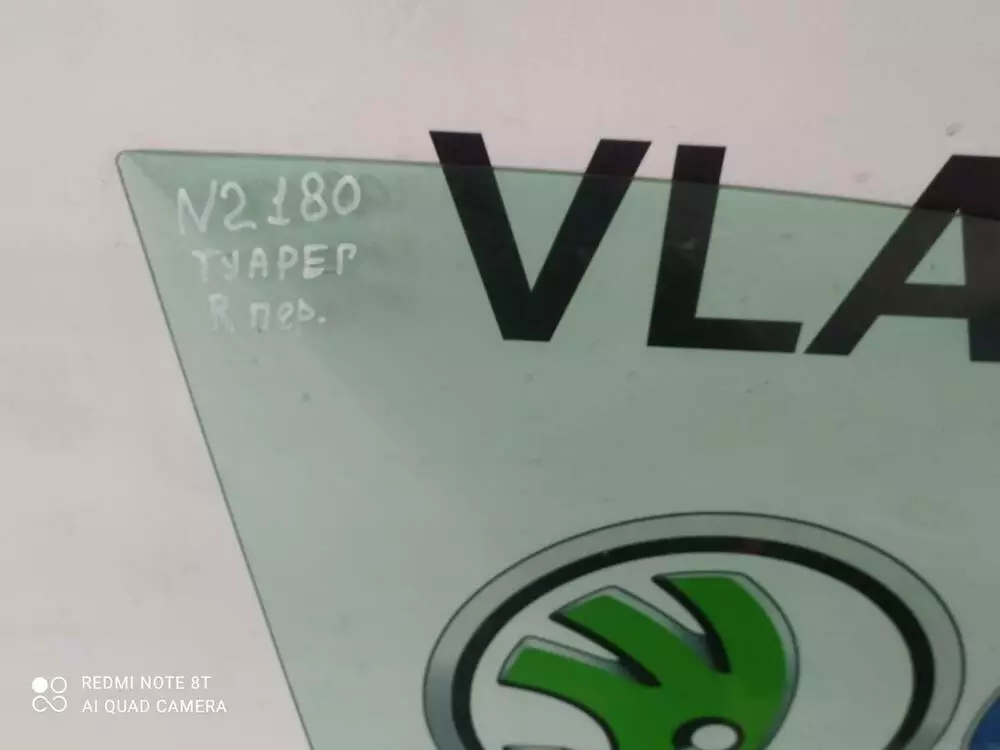 N2180
ТУАРЕГ
R пер.
VLA
REDMI NOTE 8T
AI QUAD CAMERA